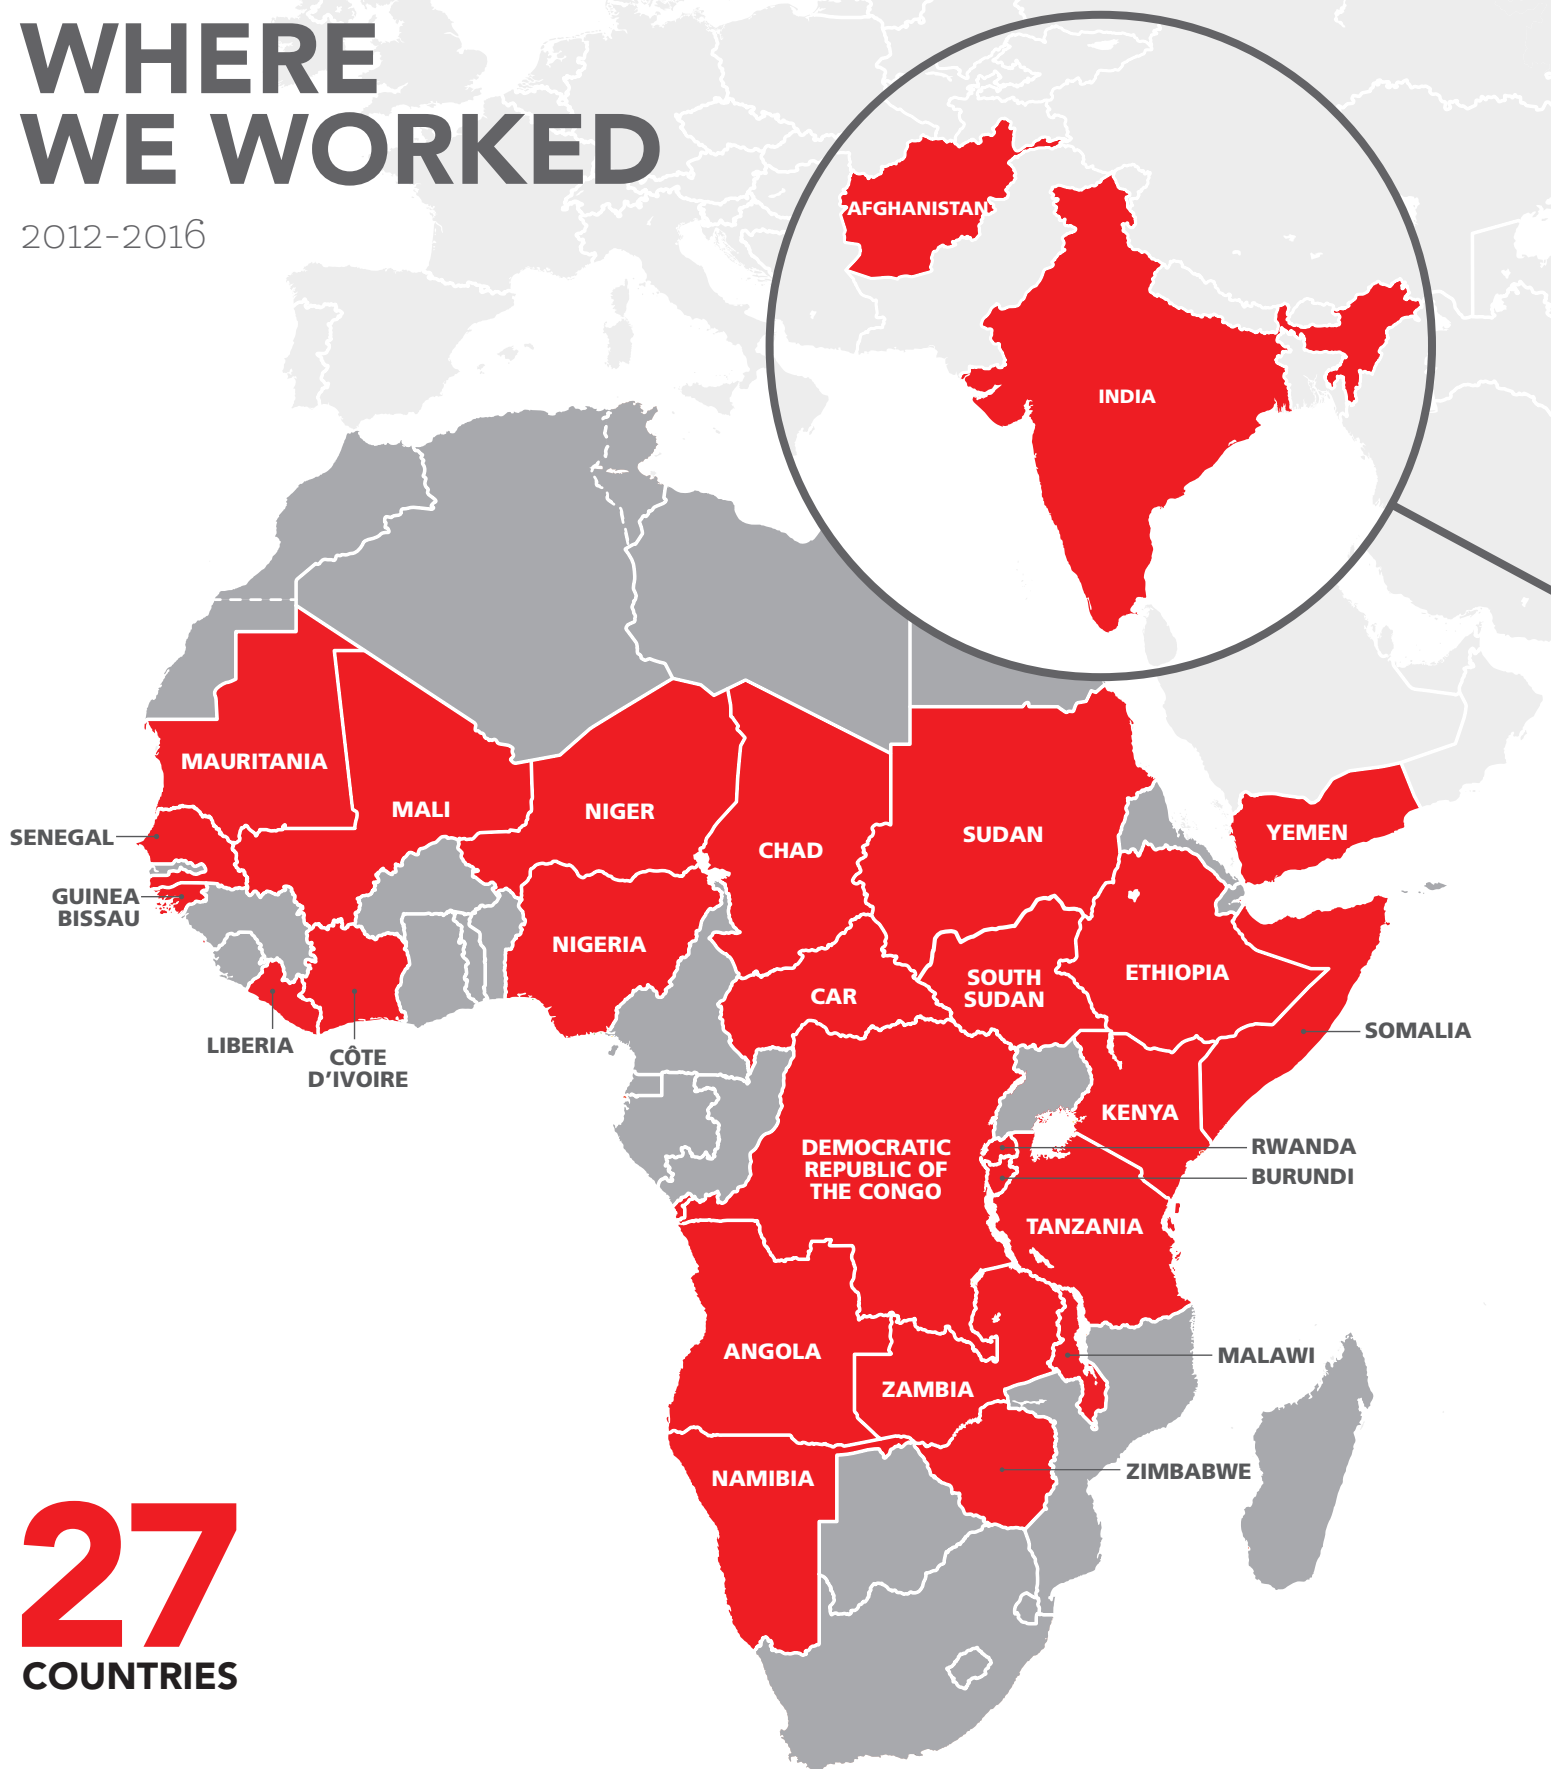 WHERE
WE WORKED
2012-2016
AFGHANISTAN
INDIA
MAURITANIA
MALI
NIGER
CHAD
SUDAN
YEMEN
SENEGAL
GUINEA
BISSAU
NIGERIA
CAR
SOUTH
SUDAN
ETHIOPIA
SOMALIA
LIBERIA
CÔTE
D'IVOIRE
KENYA
DEMOCRATIC
REPUBLIC OF
THE CONGO
RWANDA
BURUNDI
TANZANIA
ANGOLA
MALAWI
ZAMBIA
ZIMBABWE
NAMIBIA
27
COUNTRIES